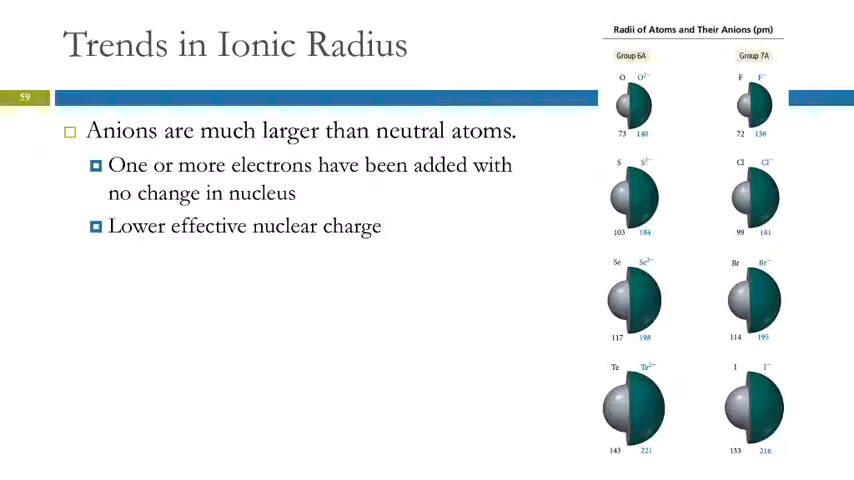 Trends in Ionic Radius
59
Anions are much larger than neutral atoms.
One or more electrons have been added with
no change in nucleus
Lower effective nuclear charge
Radii of Atoms and Their Anions (pm)
Group 6A Group 7A
O O²⁻ F F⁻
73 140 72 136
S S²⁻ Cl Cl⁻
103 184 99 181
Se Se²⁻ Br Br⁻
117 198 114 195
Te Te²⁻ I I⁻
143 221 133 216